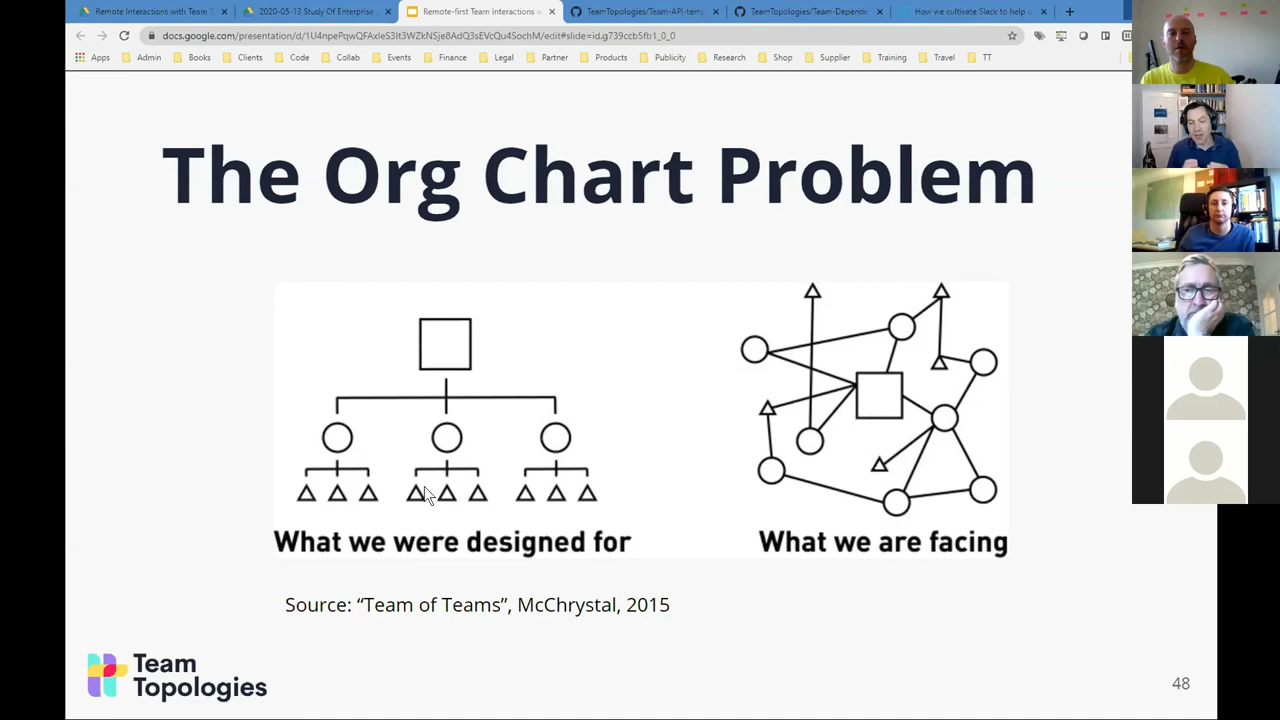 Remote Interactions with Team T
2020-05-13 Study Of Enterprise
Remote-first Team Interactions w
TeamTopologies/Team-API-tem
TeamTopologies/Team-Depende
How we cultivate Slack to help u
docs.google.com/presentation/d/1U4npePqwQFAxleS3It3WZkNSje8AdQ3sEVcQu4SochM/edit#slide=id.g739ccb5fb1_0_0
Apps Admin Books Clients Code Collab Events Finance Legal Partner Products Publicity Research Shop Supplier Training Travel TT
The Org Chart Problem
What we were designed for
What we are facing
Source: “Team of Teams”, McChrystal, 2015
Team
Topologies
48